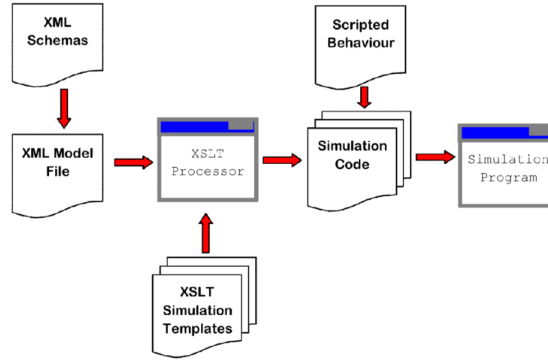 XML
Schemas
Scripted
Behaviour
XML Model
File
XSLT
Processor
Simulation
Code
Simulation
Program
XSLT
Simulation
Templates